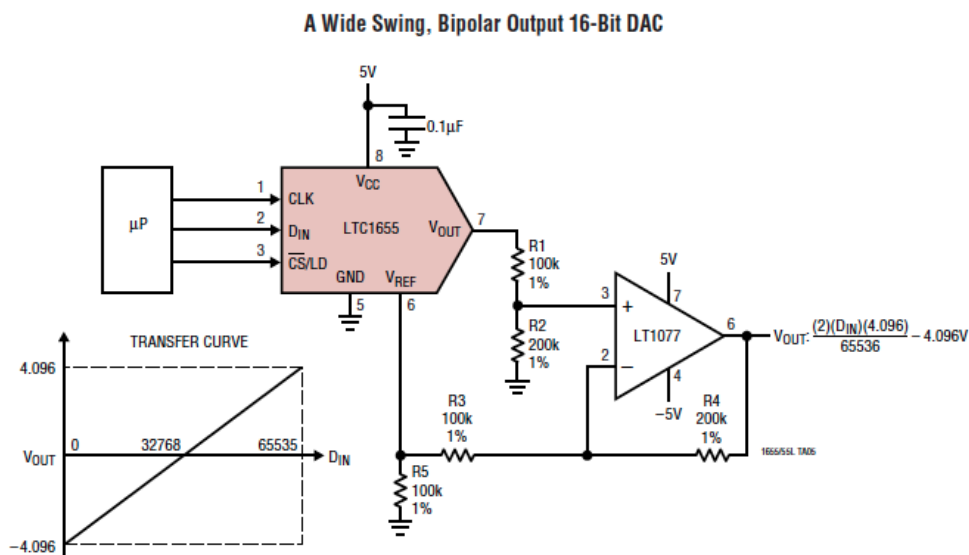 A Wide Swing, Bipolar Output 16-Bit DAC
5V
0.1µF
8
VCC
µP
1
CLK
2
DIN
3
CS/LD
LTC1655
VOUT
7
GND
VREF
5
6
R1
100k
1%
R2
200k
1%
5V
3
+
7
LT1077
6
2
−
4
−5V
VOUT: (2)(DIN)(4.096)
65536
− 4.096V
R3
100k
1%
R4
200k
1%
R5
100k
1%
1655/55L TA05
TRANSFER CURVE
4.096
VOUT
0
32768
65535
DIN
−4.096